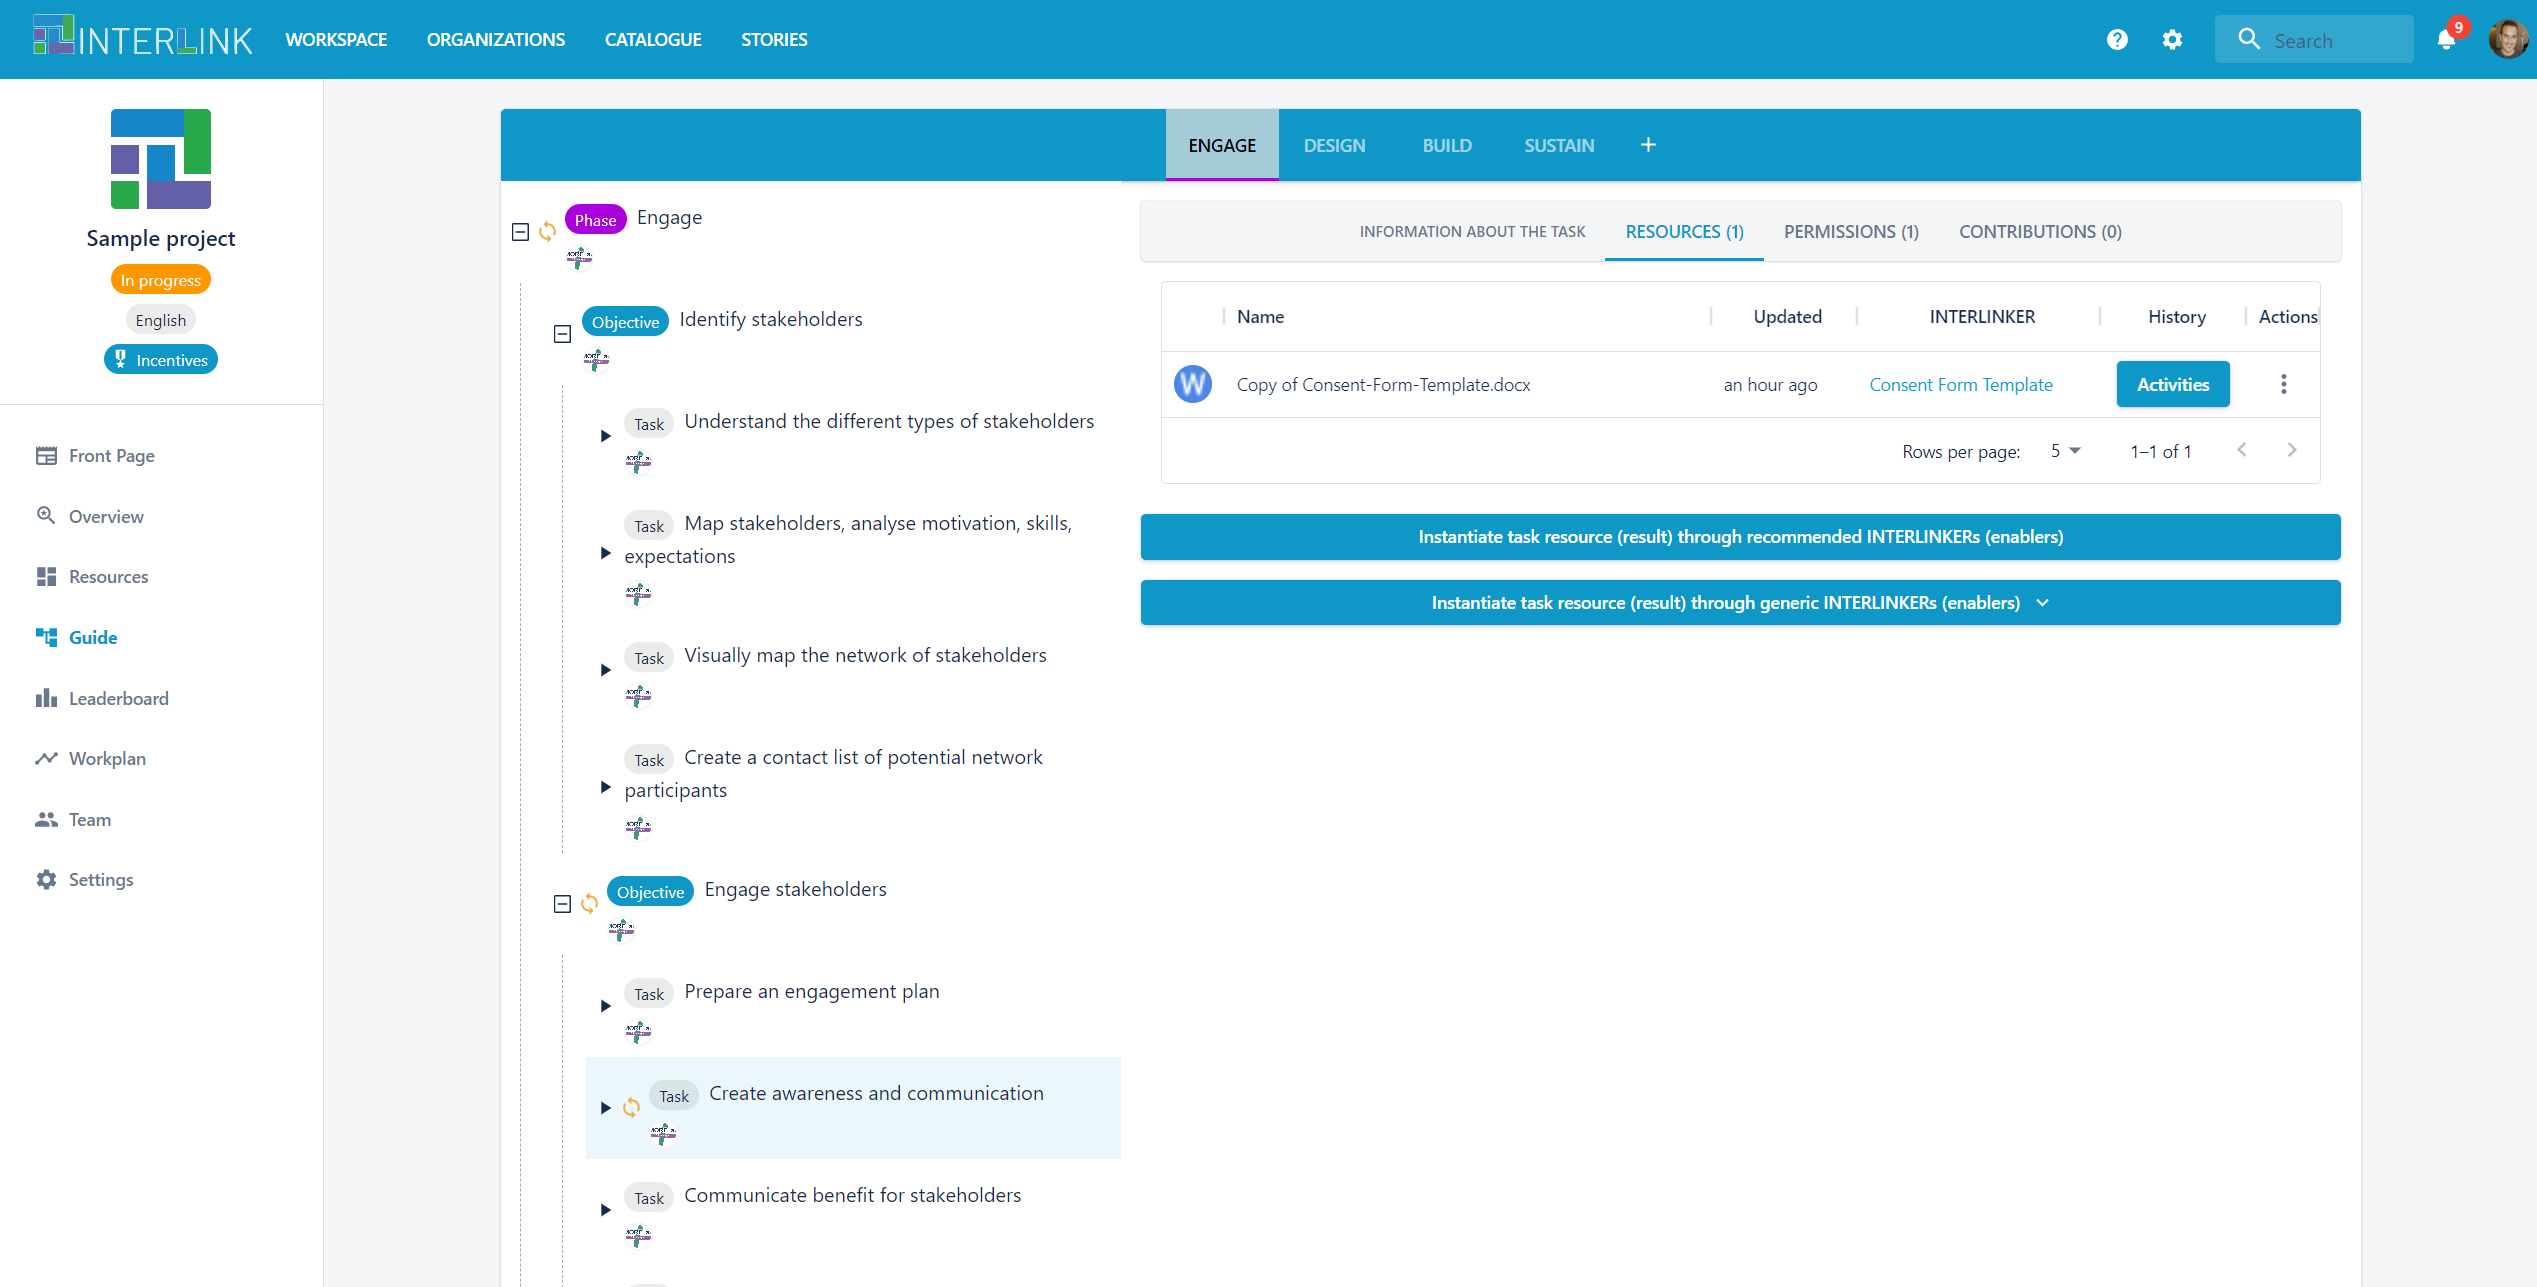 INTERLINK
WORKSPACE
ORGANIZATIONS
CATALOGUE
STORIES
Search
9
Sample project
In progress
English
Incentives
Front Page
Overview
Resources
Guide
Leaderboard
Workplan
Team
Settings
ENGAGE
DESIGN
BUILD
SUSTAIN
Phase Engage
Objective Identify stakeholders
Task Understand the different types of stakeholders
Task Map stakeholders, analyse motivation, skills,
expectations
Task Visually map the network of stakeholders
Task Create a contact list of potential network
participants
Objective Engage stakeholders
Task Prepare an engagement plan
Task Create awareness and communication
Task Communicate benefit for stakeholders
INFORMATION ABOUT THE TASK
RESOURCES (1)
PERMISSIONS (1)
CONTRIBUTIONS (0)
Name Updated INTERLINKER History Actions
W Copy of Consent-Form-Template.docx an hour ago Consent Form Template Activities
Rows per page: 5 1–1 of 1
Instantiate task resource (result) through recommended INTERLINKERs (enablers)
Instantiate task resource (result) through generic INTERLINKERs (enablers)